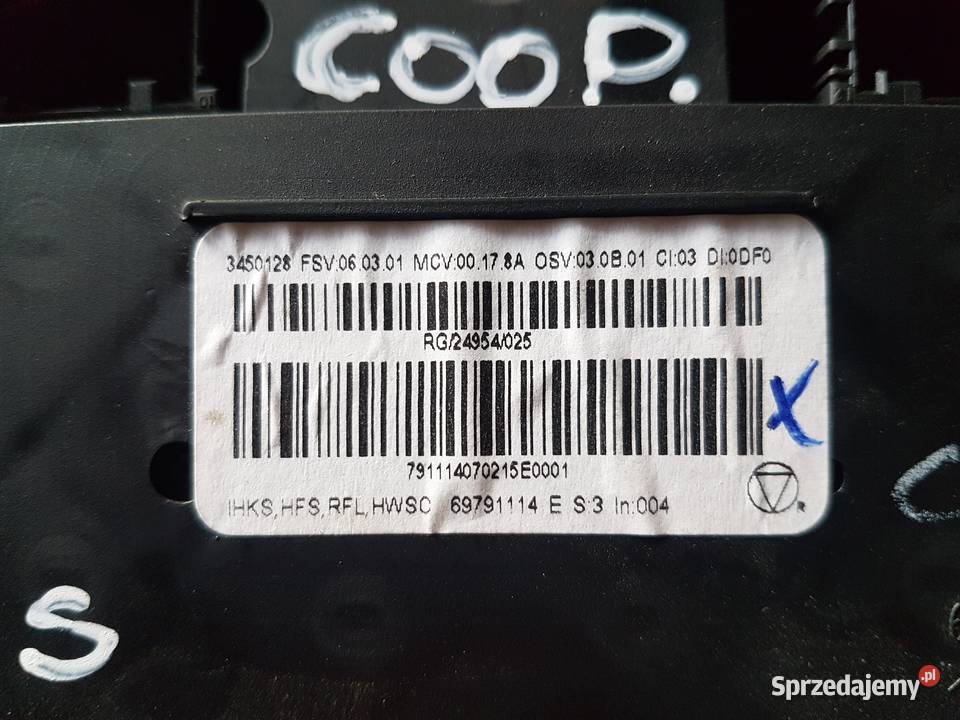 COOP.
3450128 FSV:06.03.01 MCV:00.17.8A OSV:03.0B.01 CI:03 DI:0DF0
RG/24954/025
X
791114070215E0001
IHKS,HFS,RFL,HWSC 69791114 E S:3 In:004
R
C
S
Sprzedajemy.pl